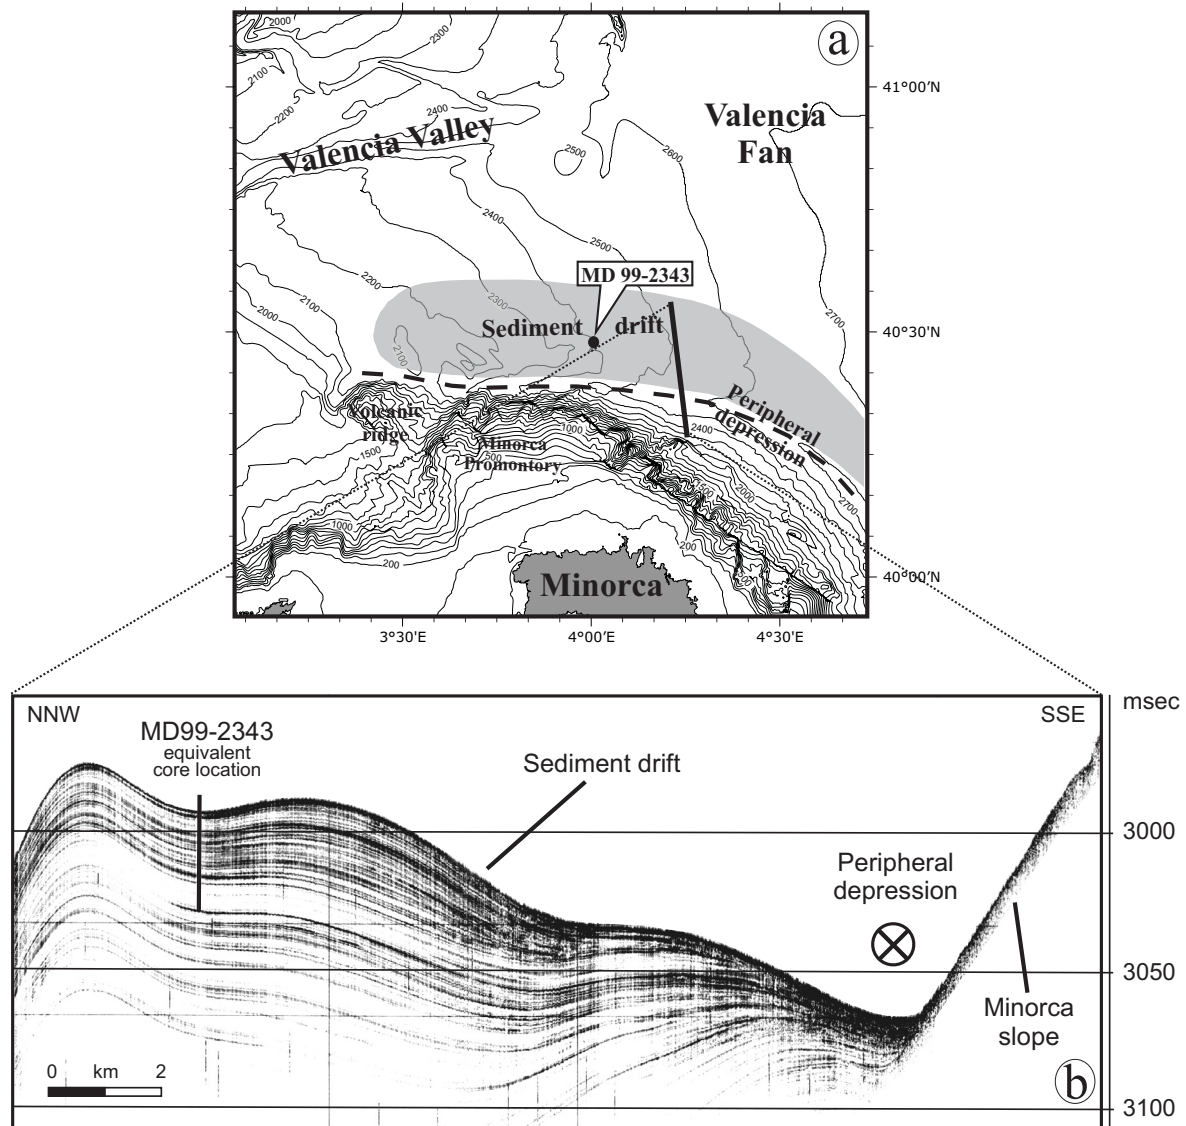 a
2000
2300
2100
2200
2400
41°00'N
Valencia Valley
Valencia
Fan
2500
2600
2400
2500
MD 99-2343
2200
2100
2000
2300
2700
Sediment drift
40°30'N
2100
Peripheral
depression
Volcanic
ridge
1000
2400
Minorca
Promontory
500
1500
1500
2000
2700
1000
200
200
40°00'N
Minorca
3°30'E
4°00'E
4°30'E
msec
NNW
SSE
MD99-2343
equivalent
core location
Sediment drift
3000
Peripheral
depression
3050
Minorca
slope
0 km 2
b
3100